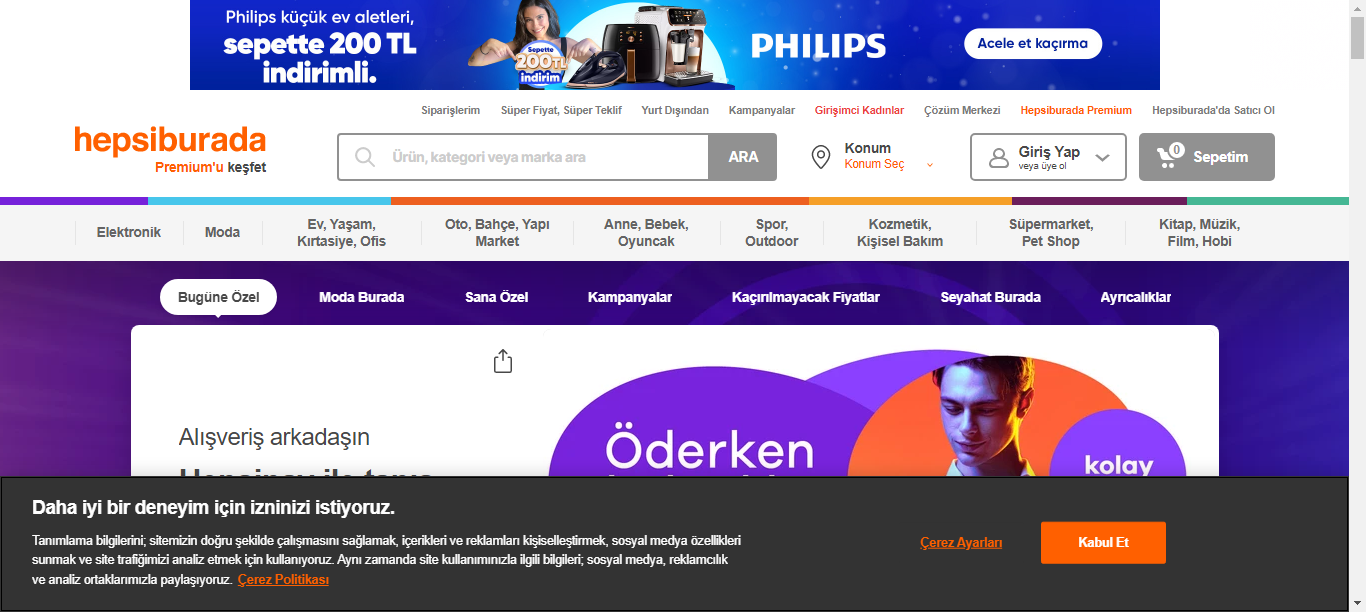 Philips küçük ev aletleri,
sepette 200 TL
indirimli.
Sepette
200TL
indirim
PHILIPS
Acele et kaçırma
Siparişlerim Süper Fiyat, Süper Teklif Yurt Dışından Kampanyalar Girişimci Kadınlar Çözüm Merkezi Hepsiburada Premium Hepsiburada'da Satıcı Ol
hepsiburada
Premium'u keşfet
Ürün, kategori veya marka ara
ARA
Konum
Konum Seç
Giriş Yap
veya üye ol
0
Sepetim
Elektronik
Moda
Ev, Yaşam,
Kırtasiye, Ofis
Oto, Bahçe, Yapı
Market
Anne, Bebek,
Oyuncak
Spor,
Outdoor
Kozmetik,
Kişisel Bakım
Süpermarket,
Pet Shop
Kitap, Müzik,
Film, Hobi
Bugüne Özel Moda Burada Sana Özel Kampanyalar Kaçırılmayacak Fiyatlar Seyahat Burada Ayrıcalıklar
Alışveriş arkadaşın
Öderken
kolay
Daha iyi bir deneyim için izninizi istiyoruz.
Tanımlama bilgilerini; sitemizin doğru şekilde çalışmasını sağlamak, içerikleri ve reklamları kişiselleştirmek, sosyal medya özellikleri
sunmak ve site trafiğimizi analiz etmek için kullanıyoruz. Aynı zamanda site kullanımınızla ilgili bilgileri; sosyal medya, reklamcılık
ve analiz ortaklarımızla paylaşıyoruz. Çerez Politikası
Çerez Ayarları
Kabul Et